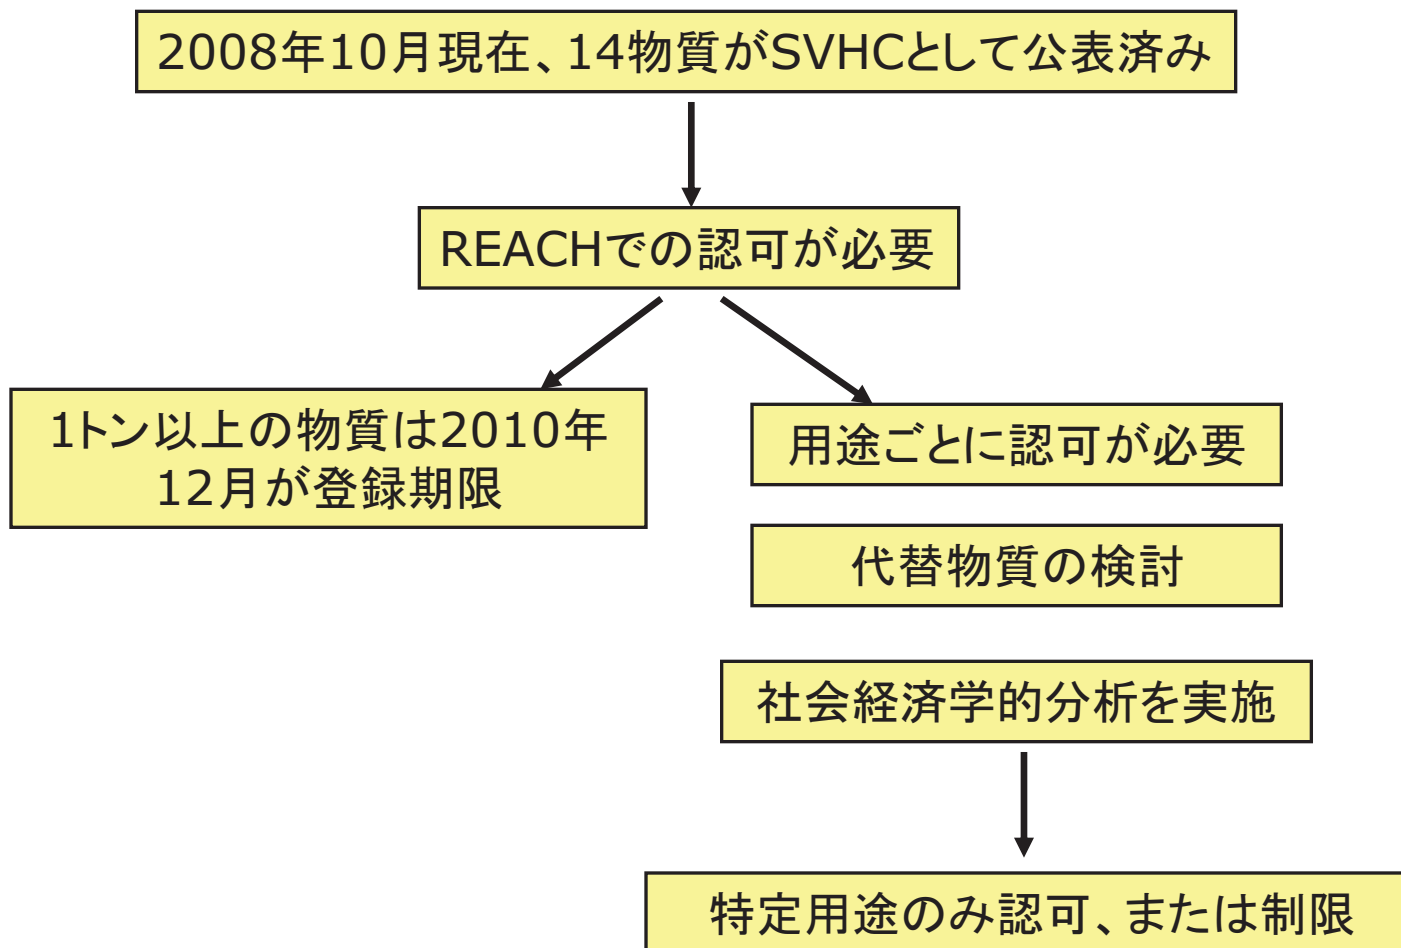 2008年10月現在、14物質がSVHCとして公表済み
REACHでの認可が必要
1トン以上の物質は2010年
12月が登録期限
用途ごとに認可が必要
代替物質の検討
社会経済学的分析を実施
特定用途のみ認可、または制限